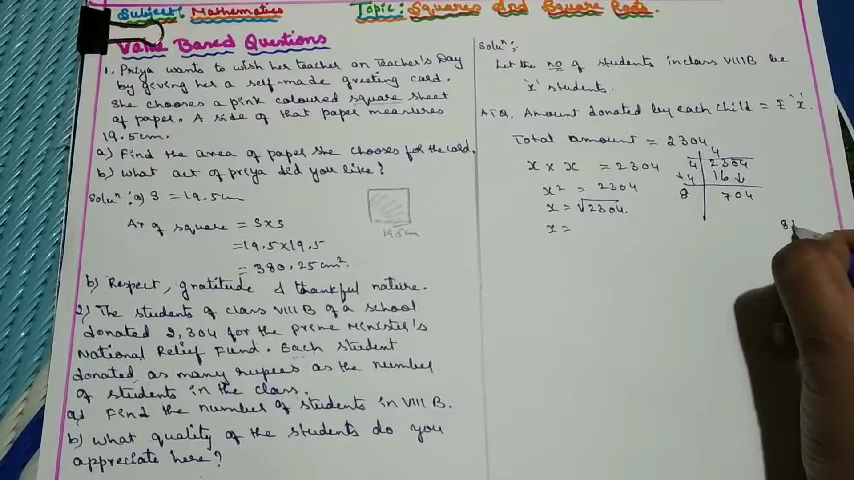 Subject: Mathematics
Topic: Squares and Square Roots.
Value Based Questions
1. Priya wants to wish her teacher on Teacher's Day
by giving her a self-made greeting card.
She chooses a pink coloured square sheet
of paper. A side of that paper measures
19.5cm.
a) Find the area of paper she chooses for the card.
b) What act of priya did you like?
Soluⁿ: a) S = 19.5cm
Ar of square = S×S
= 19.5×19.5
= 380.25cm².
19.5cm
b) Respect, gratitude & thankful nature.
2) The students of class VIII B of a school
donated 2,304 for the Prime Minister's
National Relief Fund. Each student
donated as many rupees as the number
of students in the class.
a) Find the number of students in VIII B.
b) What quality of the students do you
appreciate here?
Soluⁿ:
Let the no of students in class VIII B be
'x' students.
ATQ, Amount donated by each child = ₹ 'x'.
Total amount = 2304
x × x = 2304
x² = 2304
x = √2304.
x =
4
4 2304
+4 16 ↓
8 704
8